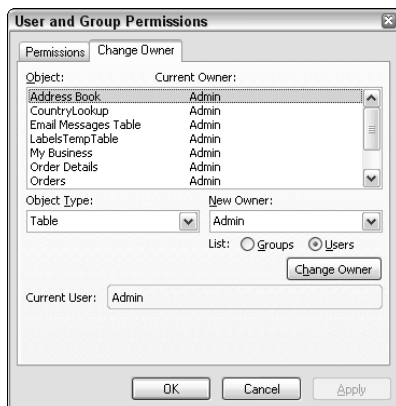 User and Group Permissions
Permissions Change Owner
Object: Current Owner:
Address Book Admin
CountryLookup Admin
Email Messages Table Admin
LabelsTempTable Admin
My Business Admin
Order Details Admin
Orders Admin
Object Type: New Owner:
Table Admin
List: Groups Users
Change Owner
Current User: Admin
OK Cancel Apply